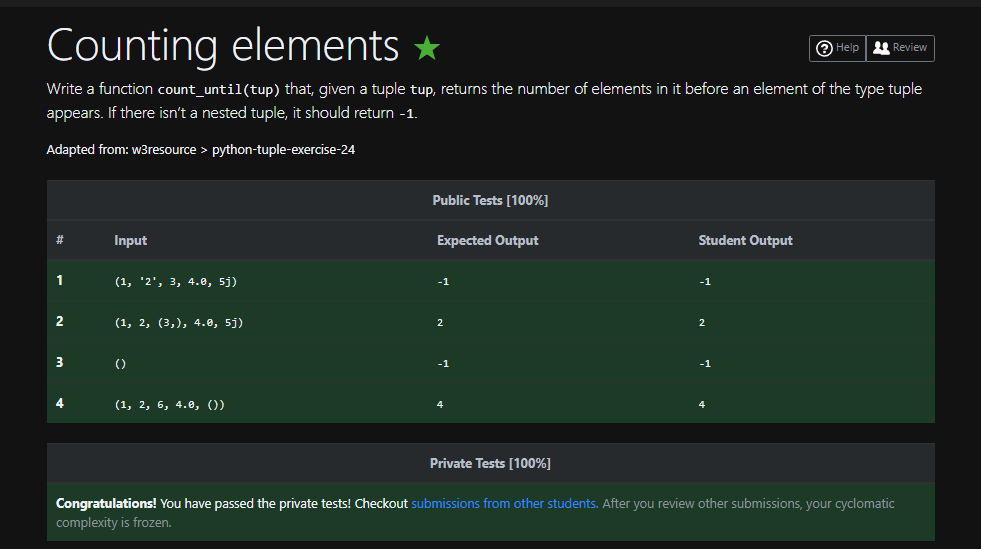 Counting elements
Help
Review
Write a function count_until(tup) that, given a tuple tup, returns the number of elements in it before an element of the type tuple
appears. If there isn’t a nested tuple, it should return -1.
Adapted from: w3resource > python-tuple-exercise-24
Public Tests [100%]
# Input Expected Output Student Output
1 (1, '2', 3, 4.0, 5j) -1 -1
2 (1, 2, (3,), 4.0, 5j) 2 2
3 () -1 -1
4 (1, 2, 6, 4.0, ()) 4 4
Private Tests [100%]
Congratulations! You have passed the private tests! Checkout submissions from other students. After you review other submissions, your cyclomatic
complexity is frozen.